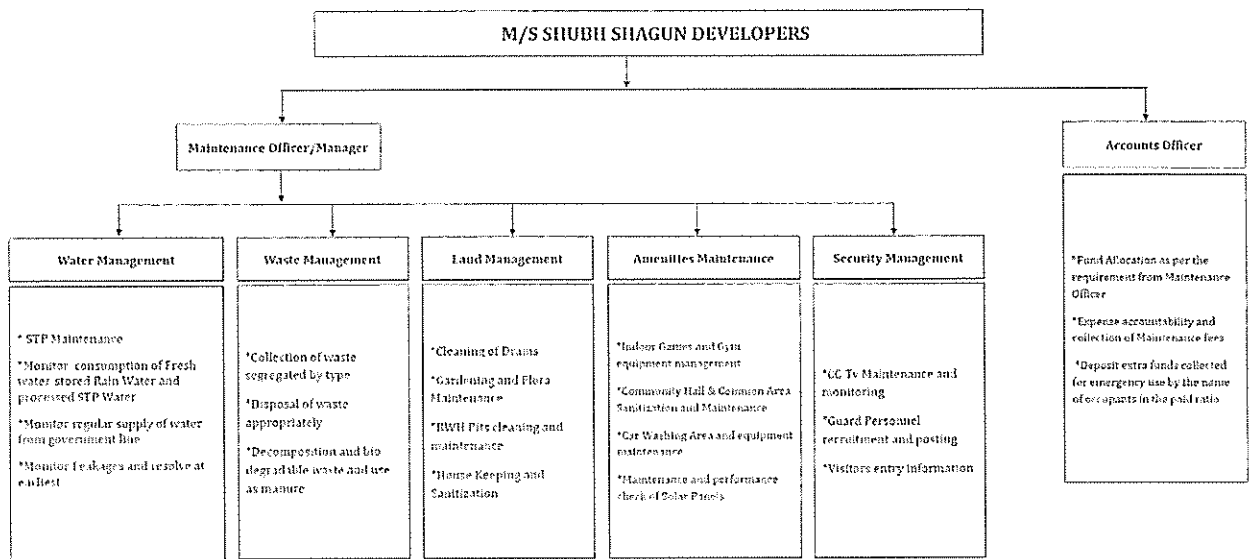 M/S SHUBH SHAGUN DEVELOPERS
Maintenance Officer/Manager
Accounts Officer
Water Management
Waste Management
Land Management
Amenities Maintenance
Security Management
* STP Maintenance
*Monitor consumption of Fresh
water stored Rain Water and
processed STP Water
*Monitor regular supply of water
from government line
*Monitor Leakages and resolve at
earliest
*Collection of waste
segregated by type
*Disposal of waste
appropriately
*Decomposition and bio
degradable waste and use
as manure
*Cleaning of Drains
*Gardening and Flora
Maintenance
*RWH Pits cleaning and
maintenance
*House Keeping and
Sanitization
*Indoor Games and Gym
equipment management
*Community Hall & Common Area
Sanitization and Maintenance
*Car Washing Area and equipment
maintenance
*Maintenance and performance
check of Solar Panels
*CC Tv Maintenance and
monitoring
*Guard Personnel
recruitment and posting
*Visitors entry information
*Fund Allocation as per the
requirement from Maintenance
Officer
*Expense accountability and
collection of Maintenance fees
*Deposit extra funds collected
for emergency use by the name
of occupants in the paid ratio